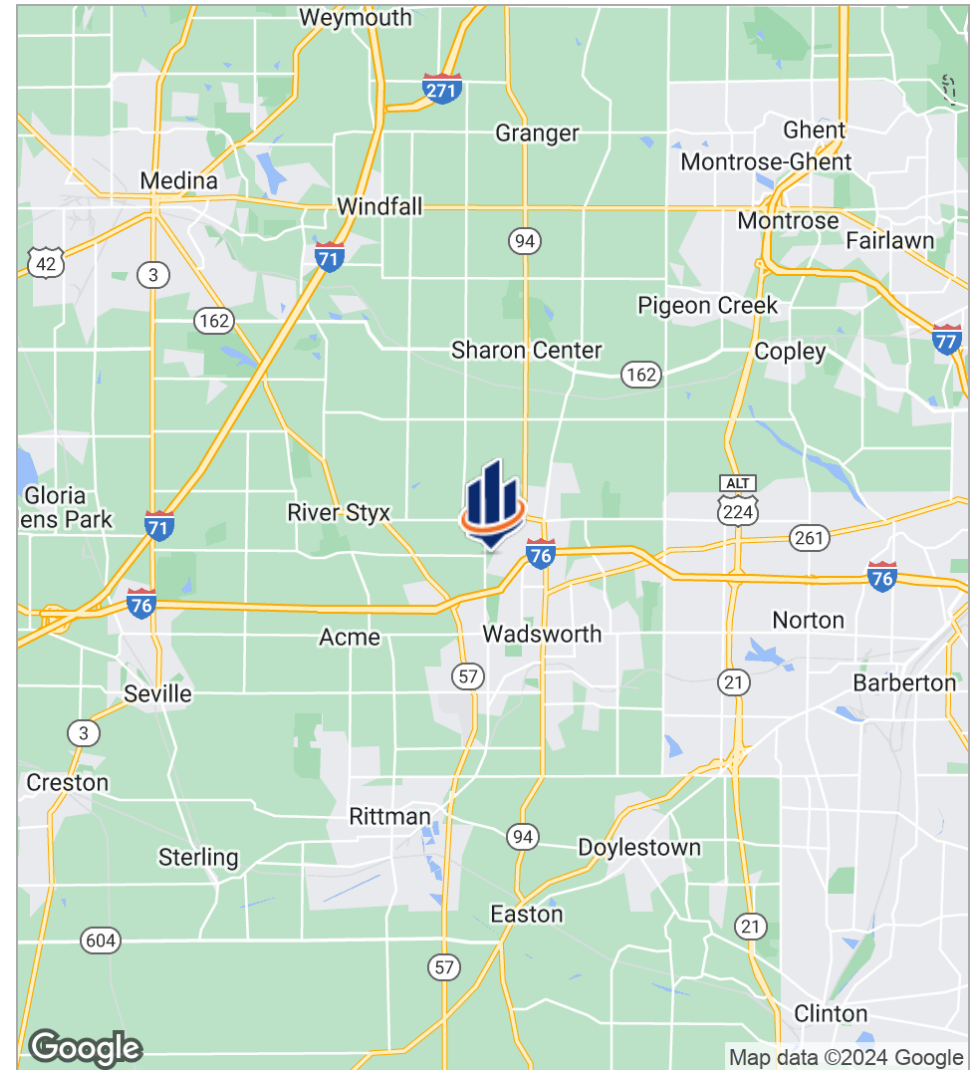 Weymouth
271
Granger
Ghent
Montrose-Ghent
Medina
Windfall
Montrose
Fairlawn
94
42
71
3
Pigeon Creek
162
77
Sharon Center
Copley
162
ALT
224
Gloria
ens Park
River Styx
71
261
76
76
76
Norton
Acme
Wadsworth
57
21
Barberton
Seville
3
Creston
Rittman
94
Doylestown
Sterling
Easton
21
604
57
Clinton
Google
Map data ©2024 Google